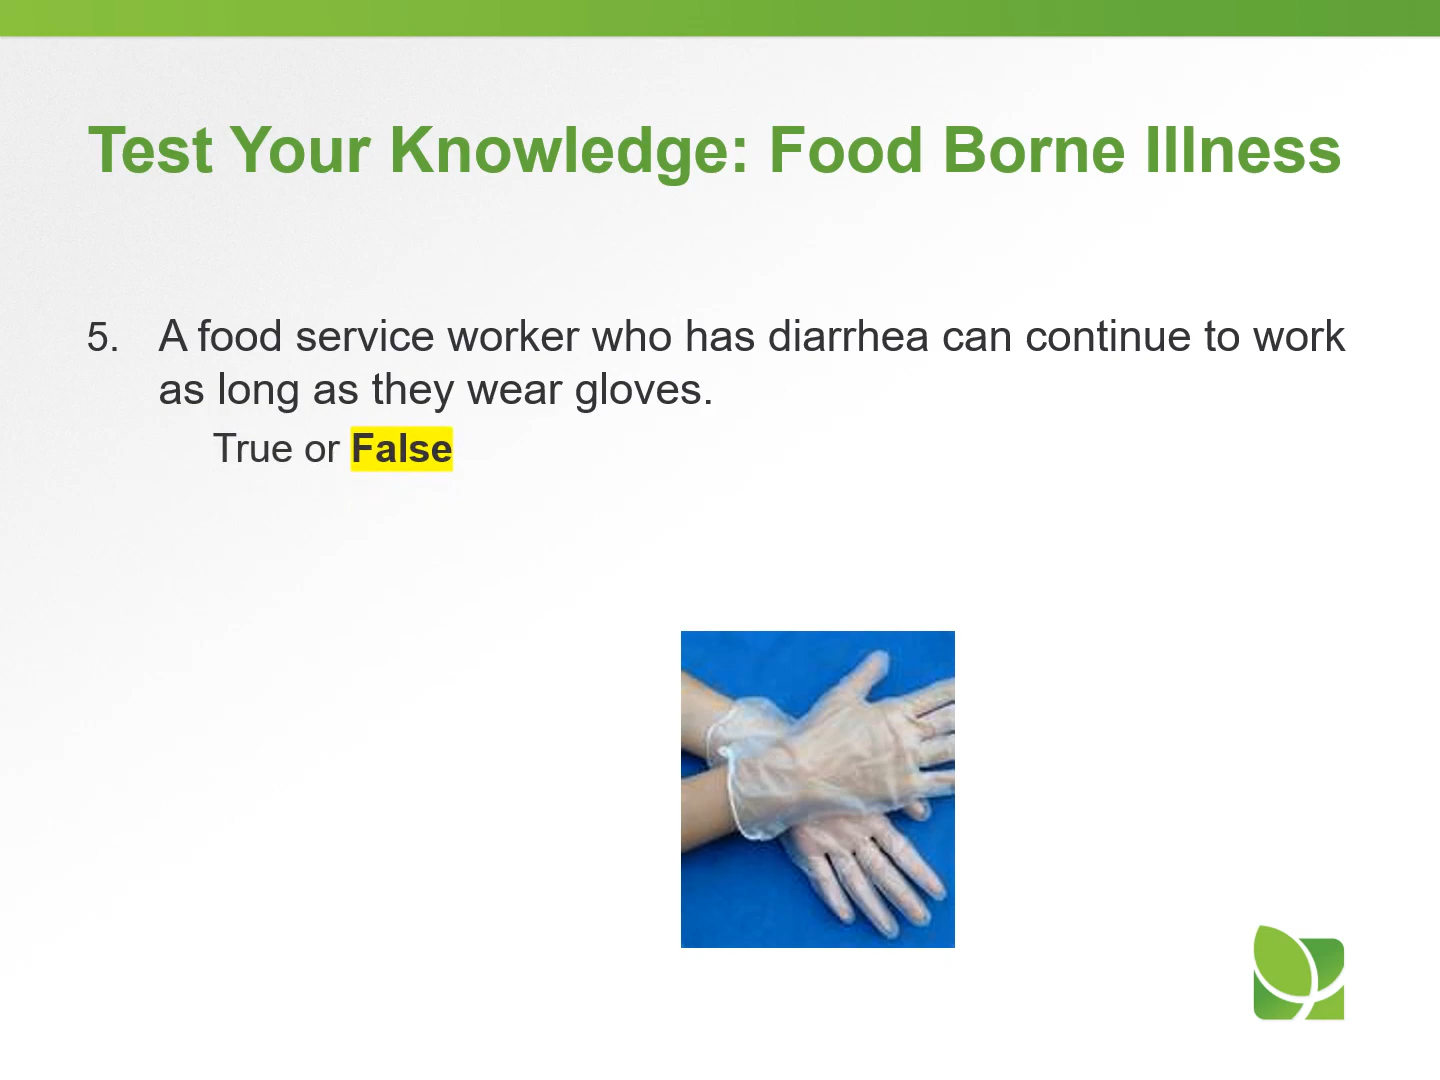 Test Your Knowledge: Food Borne Illness
5. A food service worker who has diarrhea can continue to work
as long as they wear gloves.
True or False